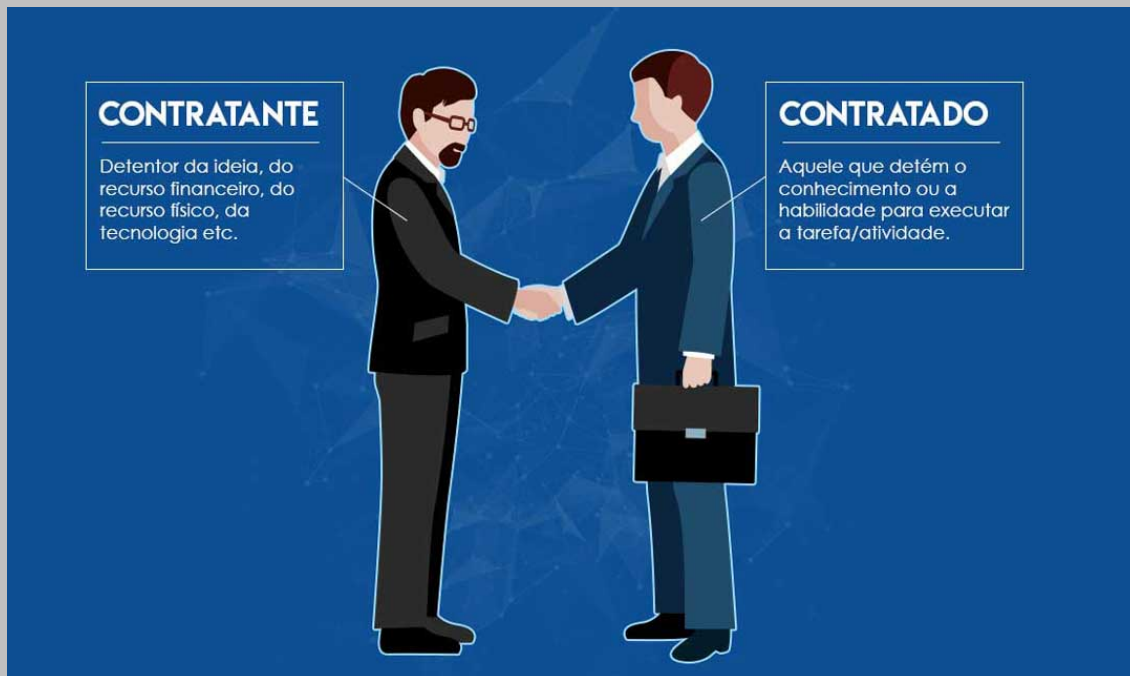 CONTRATANTE
Detentor da ideia, do
recurso financeiro, do
recurso físico, da
tecnologia etc.
CONTRATADO
Aquele que detém o
conhecimento ou a
habilidade para executar
a tarefa/atividade.